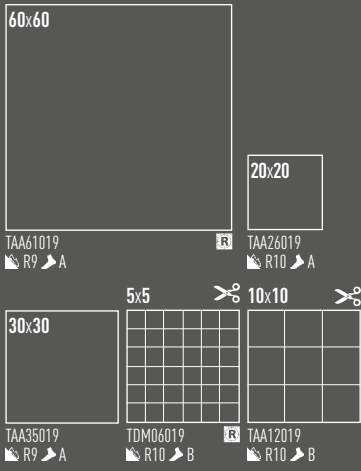 60x60
20x20
TAA61019 R
R9 A
TAA26019
R10 A
5x5
10x10
30x30
TAA35019
R9 A
TDM06019 R
R10 B
TAA12019
R10 B